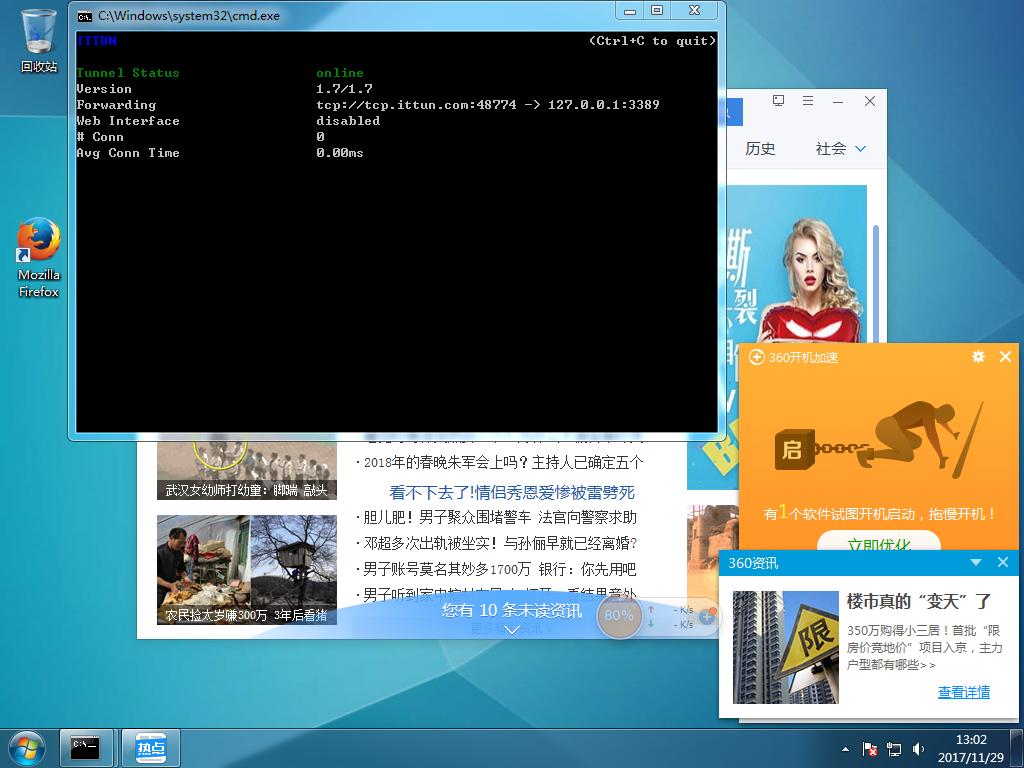 回收站
Mozilla
Firefox
C:\Windows\system32\cmd.exe
ITTUN
(Ctrl+C to quit)
Tunnel Status online
Version 1.7/1.7
Forwarding tcp://tcp.ittun.com:48774 -> 127.0.0.1:3389
Web Interface disabled
# Conn 0
Avg Conn Time 0.00ms
历史
社会
斯
裂
武汉女幼师打幼童：脚踹 敲头
农民捡太岁赚300万 3年后看猪
·2018年的春晚朱军会上吗? 主持人已确定五个
看不下去了!情侣秀恩爱惨被雷劈死
·胆儿肥！男子聚众围堵警车 法官向警察求助
·邓超多次出轨被坐实！与孙俪早就已经离婚?
·男子账号莫名其妙多1700万 银行：你先用吧
您有 10 条未读资讯
80%
- K/s
- K/s
360开机加速
启
有1个软件试图开机启动，拖慢开机！
立即优化
360资讯
限
楼市真的“变天”了
350万购得小三居！首批“限
房价竞地价”项目入京，主力
户型都有哪些>>
查看详情
C:\_
热点
13:02
2017/11/29